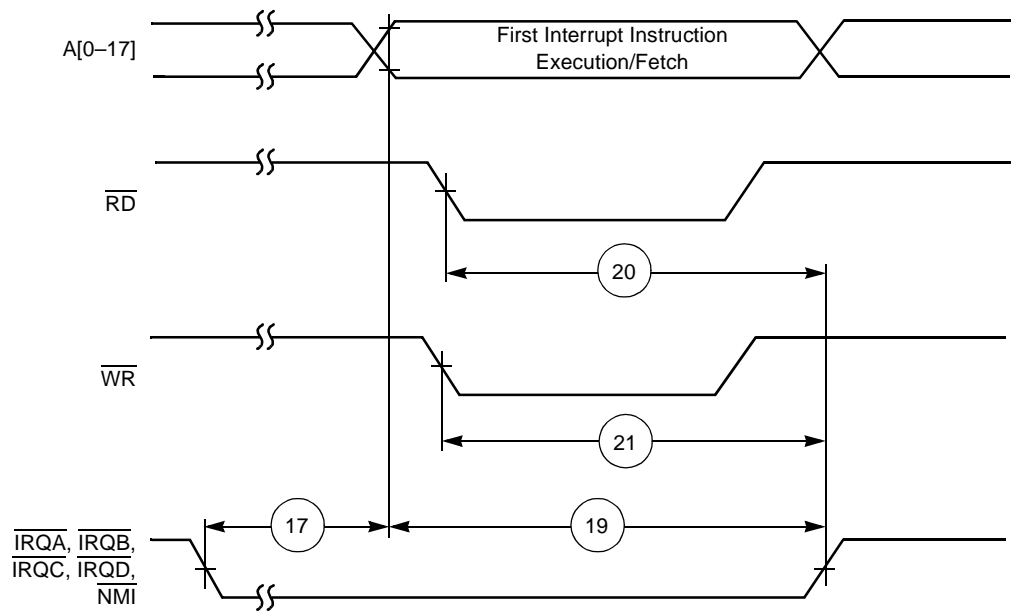 A[0–17]
First Interrupt Instruction
Execution/Fetch
RD
20
WR
21
17
19
IRQA, IRQB,
IRQC, IRQD,
NMI